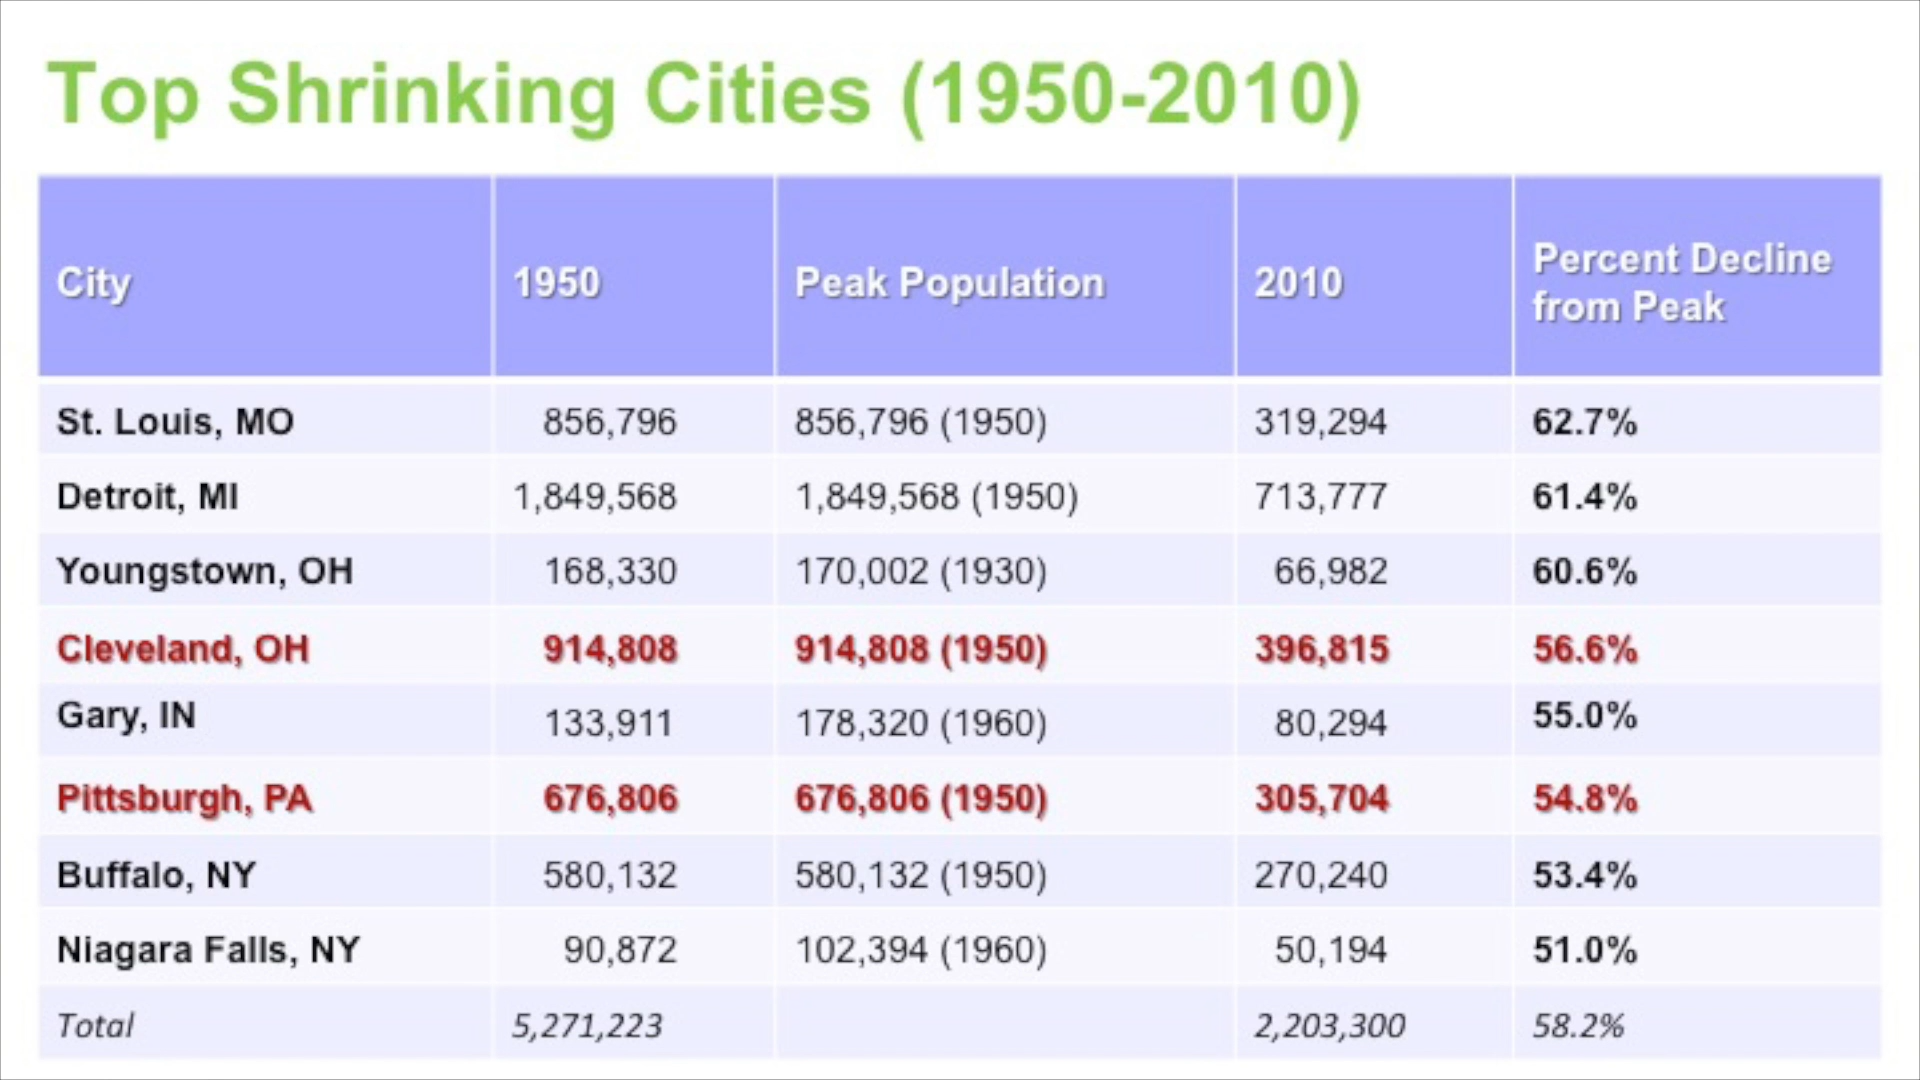 Top Shrinking Cities (1950-2010)
City 1950 Peak Population 2010 Percent Decline from Peak
St. Louis, MO 856,796 856,796 (1950) 319,294 62.7%
Detroit, MI 1,849,568 1,849,568 (1950) 713,777 61.4%
Youngstown, OH 168,330 170,002 (1930) 66,982 60.6%
Cleveland, OH 914,808 914,808 (1950) 396,815 56.6%
Gary, IN 133,911 178,320 (1960) 80,294 55.0%
Pittsburgh, PA 676,806 676,806 (1950) 305,704 54.8%
Buffalo, NY 580,132 580,132 (1950) 270,240 53.4%
Niagara Falls, NY 90,872 102,394 (1960) 50,194 51.0%
Total 5,271,223 2,203,300 58.2%